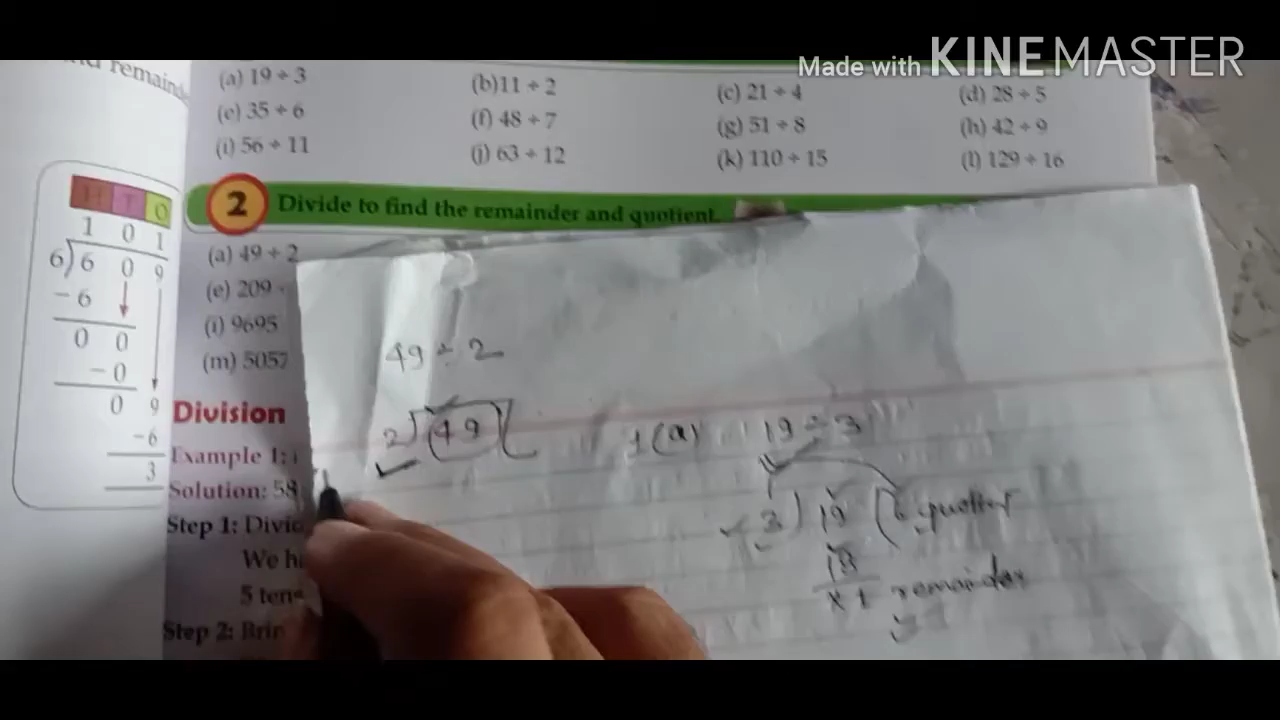 Made with KINEMASTER
remainde
(a) 19 ÷ 3 (b) 11 ÷ 2 (c) 21 ÷ 4 (d) 28 ÷ 5
(e) 35 ÷ 6 (f) 48 ÷ 7 (g) 51 ÷ 8 (h) 42 ÷ 9
(i) 56 ÷ 11 (j) 63 ÷ 12 (k) 110 ÷ 15 (l) 129 ÷ 16
H T O
1 0 1
6)6 0 9
-6
0 0
-0
0 9
-6
3
2 Divide to find the remainder and quotient.
(a) 49 ÷ 2
(e) 209
(i) 9695
(m) 5057
Division
Example 1:
Solution: 58
Step 1:
We
5 tens
Step 2:
49 ÷ 2
2)(49)(
1(a) 19 ÷ 3
3)19(6
18
x 1 remainder